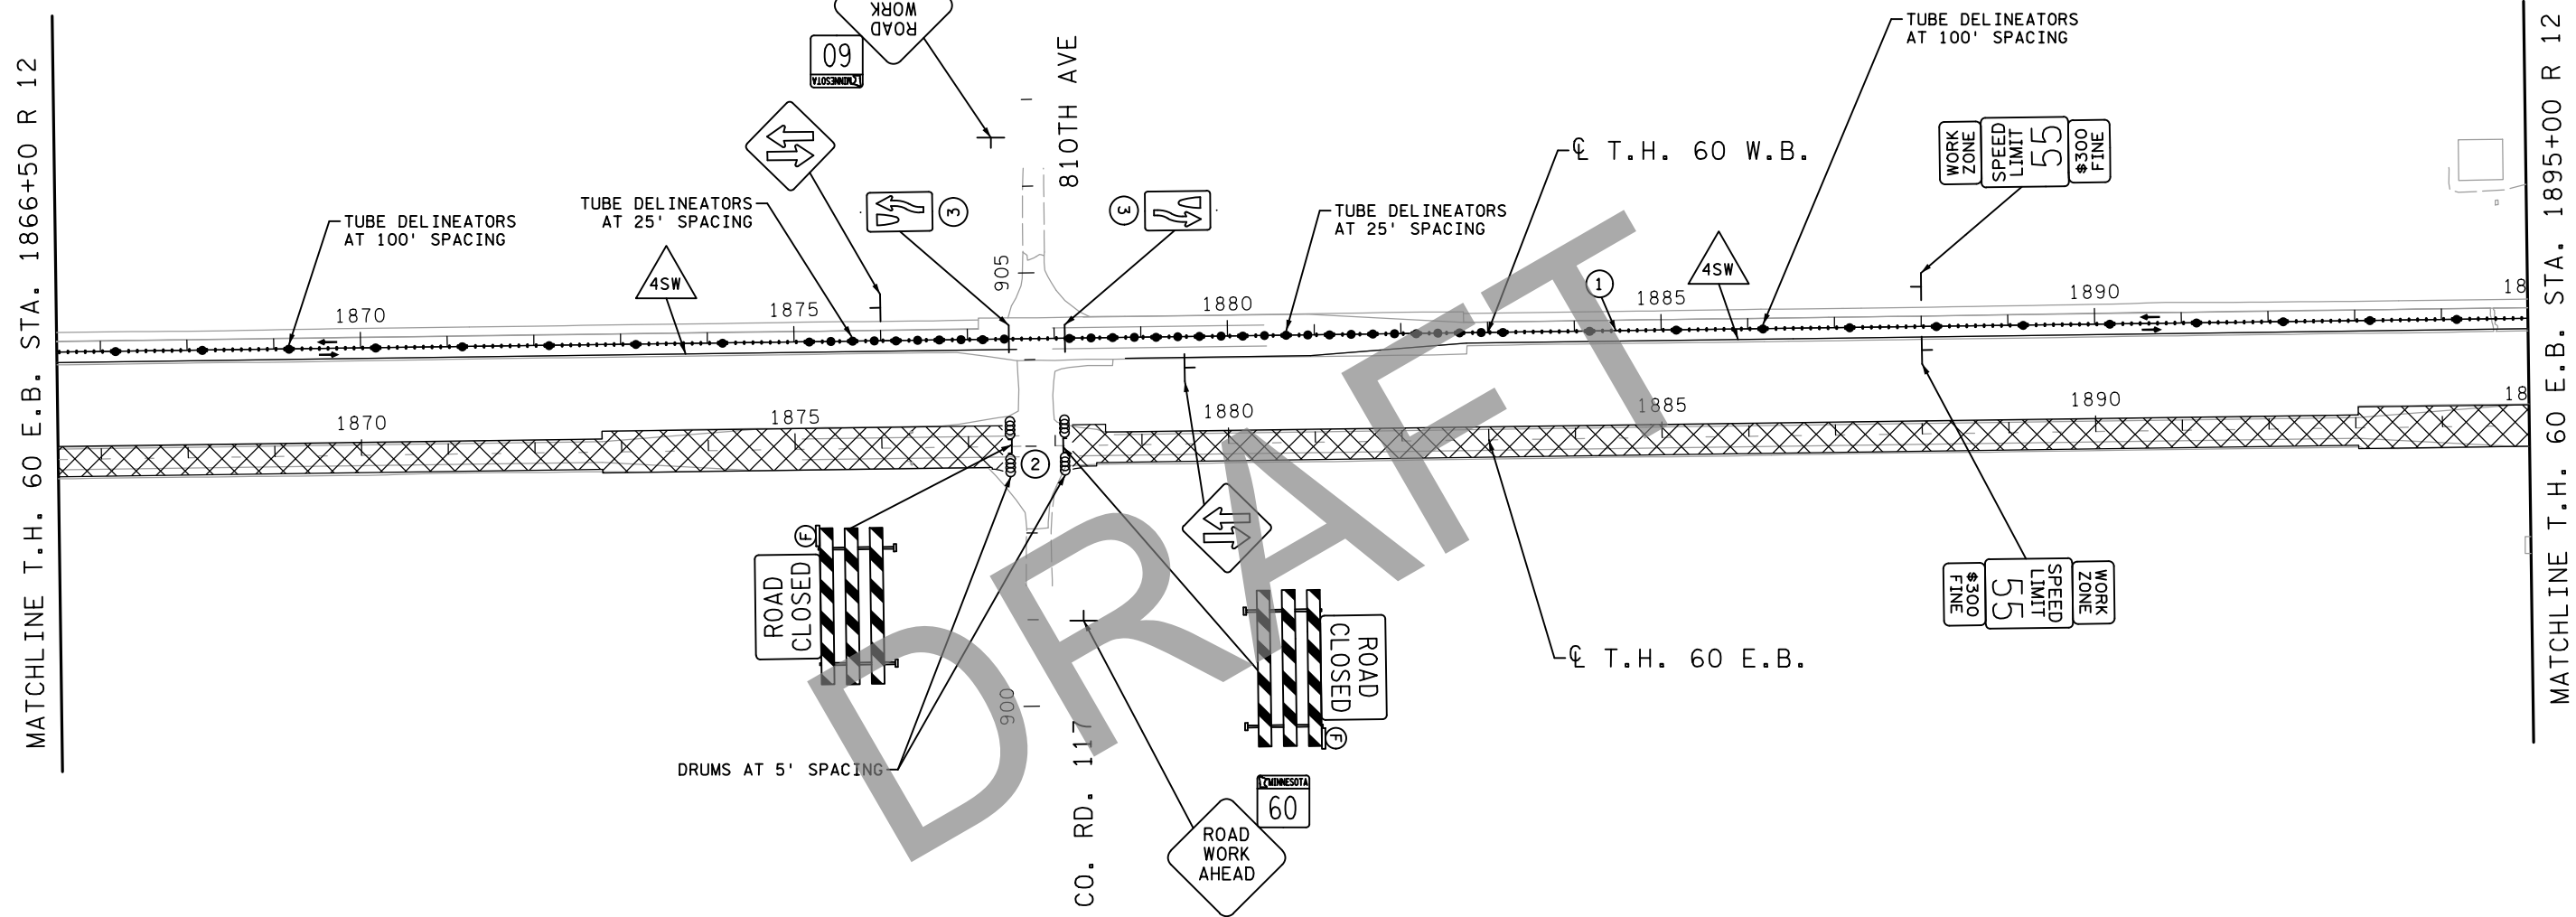 MATCHLINE T.H. 60 E.B. STA. 1866+50 R 12
ROAD
WORK
60
MINNESOTA
810TH AVE
TUBE DELINEATORS
AT 100' SPACING
TUBE DELINEATORS
AT 25' SPACING
4SW
3
3
905
TUBE DELINEATORS
AT 25' SPACING
℄ T.H. 60 W.B.
TUBE DELINEATORS
AT 100' SPACING
1
4SW
WORK
ZONE
SPEED
LIMIT
55
$300
FINE
1870
1875
1880
1885
1890
18
1870
1875
1880
1885
1890
18
2
F
ROAD
CLOSED
DRUMS AT 5' SPACING
900
CO. RD. 117
ROAD
CLOSED
F
MINNESOTA
60
ROAD
WORK
AHEAD
℄ T.H. 60 E.B.
WORK
ZONE
SPEED
LIMIT
55
$300
FINE
DRAFT
MATCHLINE T.H. 60 E.B. STA. 1895+00 R 12